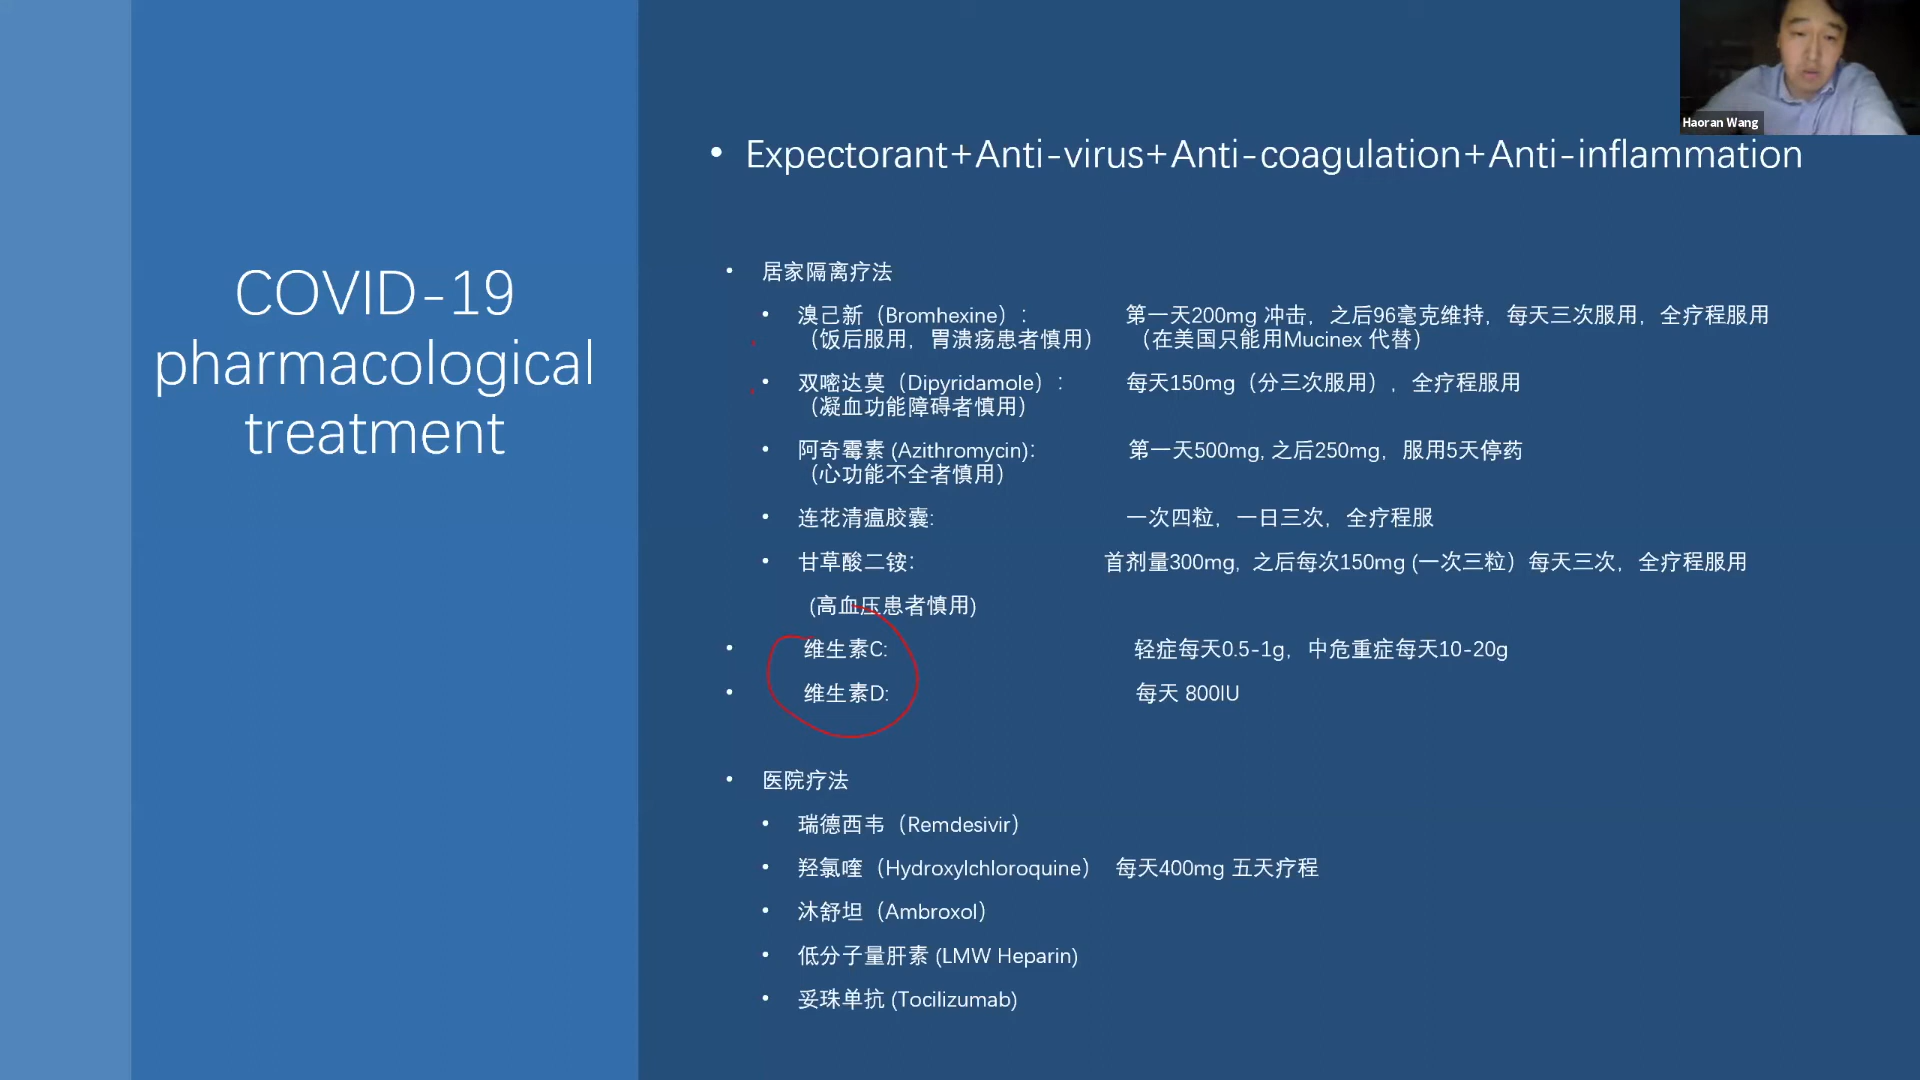 Haoran Wang
• Expectorant+Anti-virus+Anti-coagulation+Anti-inflammation
COVID-19
pharmacological
treatment
• 居家隔离疗法
• 溴己新（Bromhexine）: 第一天200mg 冲击，之后96毫克维持，每天三次服用，全疗程服用
（饭后服用，胃溃疡患者慎用） （在美国只能用Mucinex 代替）
• 双嘧达莫（Dipyridamole）: 每天150mg（分三次服用），全疗程服用
（凝血功能障碍者慎用）
• 阿奇霉素 (Azithromycin): 第一天500mg, 之后250mg，服用5天停药
（心功能不全者慎用）
• 连花清瘟胶囊: 一次四粒，一日三次，全疗程服
• 甘草酸二铵: 首剂量300mg, 之后每次150mg (一次三粒）每天三次，全疗程服用
(高血压患者慎用)
• 维生素C: 轻症每天0.5-1g，中危重症每天10-20g
• 维生素D: 每天 800IU
• 医院疗法
• 瑞德西韦（Remdesivir）
• 羟氯喹（Hydroxylchloroquine） 每天400mg 五天疗程
• 沐舒坦（Ambroxol）
• 低分子量肝素 (LMW Heparin)
• 妥珠单抗 (Tocilizumab)